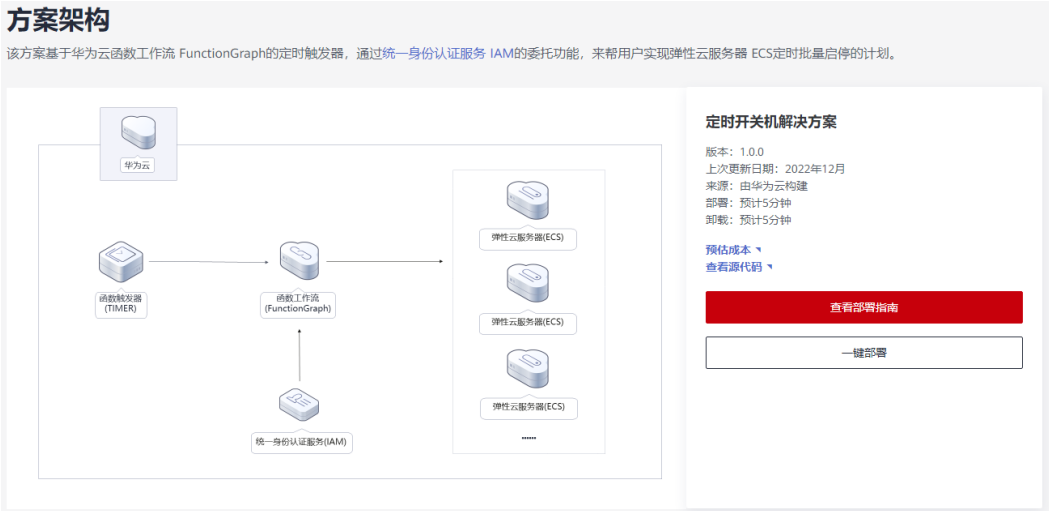 方案架构
该方案基于华为云函数工作流 FunctionGraph的定时触发器，通过统一身份认证服务 IAM的委托功能，来帮用户实现弹性云服务器 ECS定时批量启停的计划。
华为云
函数触发器
(TIMER)
函数工作流
(FunctionGraph)
统一身份认证服务(IAM)
弹性云服务器(ECS)
弹性云服务器(ECS)
弹性云服务器(ECS)
......
定时开关机解决方案
版本：1.0.0
上次更新日期：2022年12月
来源：由华为云构建
部署：预计5分钟
卸载：预计5分钟
预估成本
查看源代码
查看部署指南
一键部署